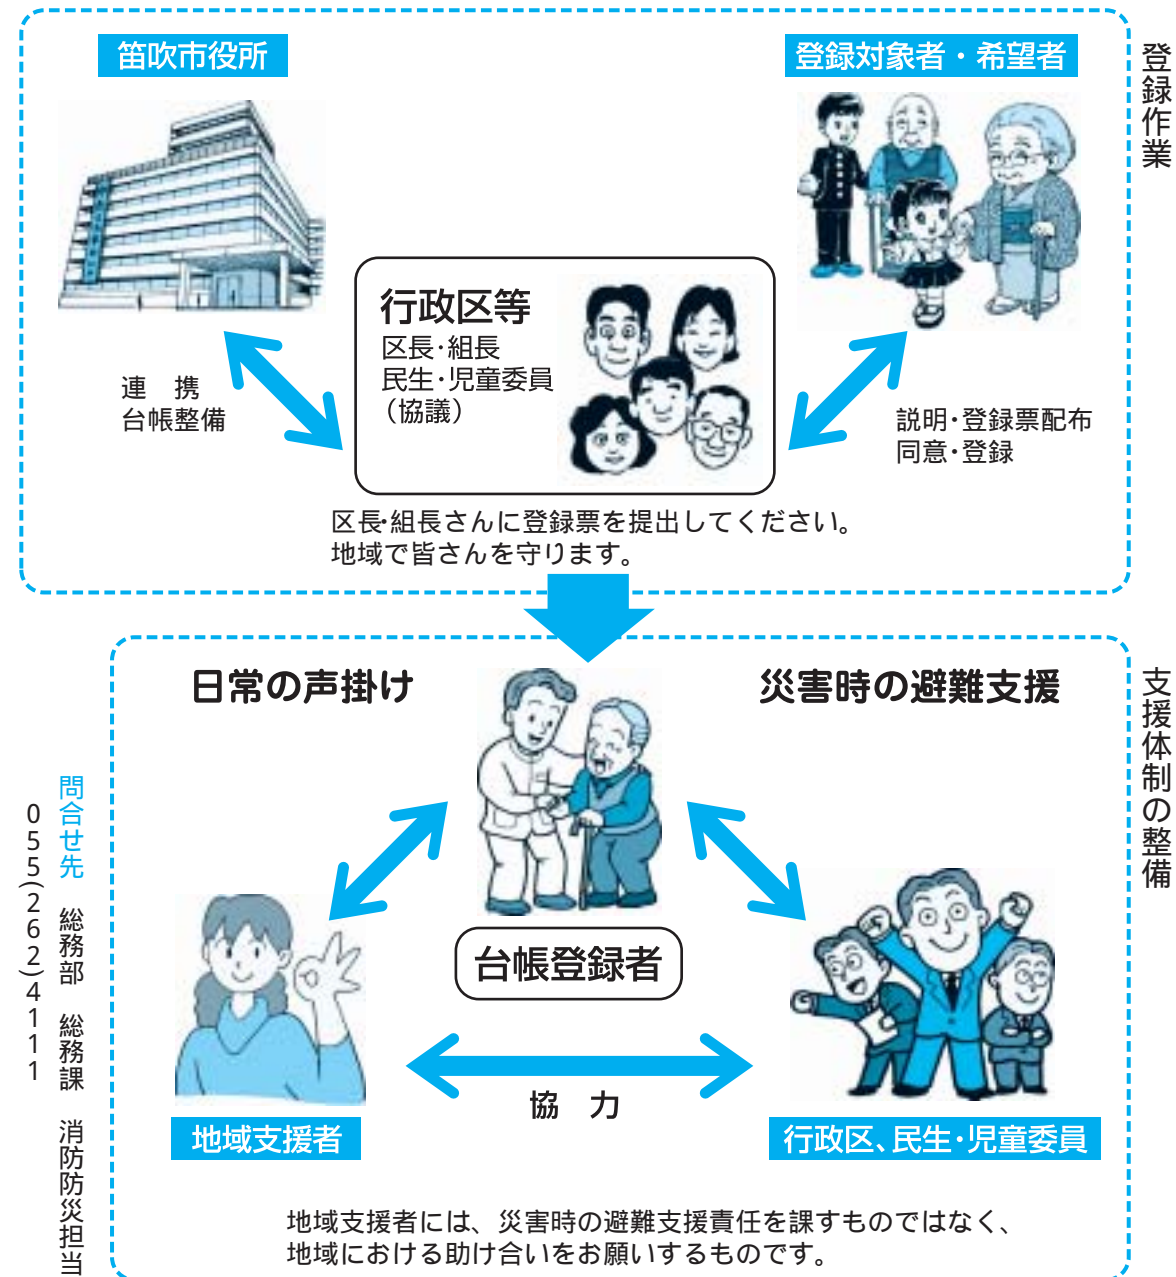 登録作業
笛吹市役所
登録対象者・希望者
行政区等
区長・組長
民生・児童委員
（協議）
連　携
台帳整備
説明・登録票配布
同意・登録
区長・組長さんに登録票を提出してください。
地域で皆さんを守ります。
支援体制の整備
日常の声掛け
災害時の避難支援
台帳登録者
協　力
地域支援者
行政区、民生・児童委員
地域支援者には、災害時の避難支援責任を課すものではなく、
地域における助け合いをお願いするものです。
問合せ先　総務部　総務課　消防防災担当
055(262)4111